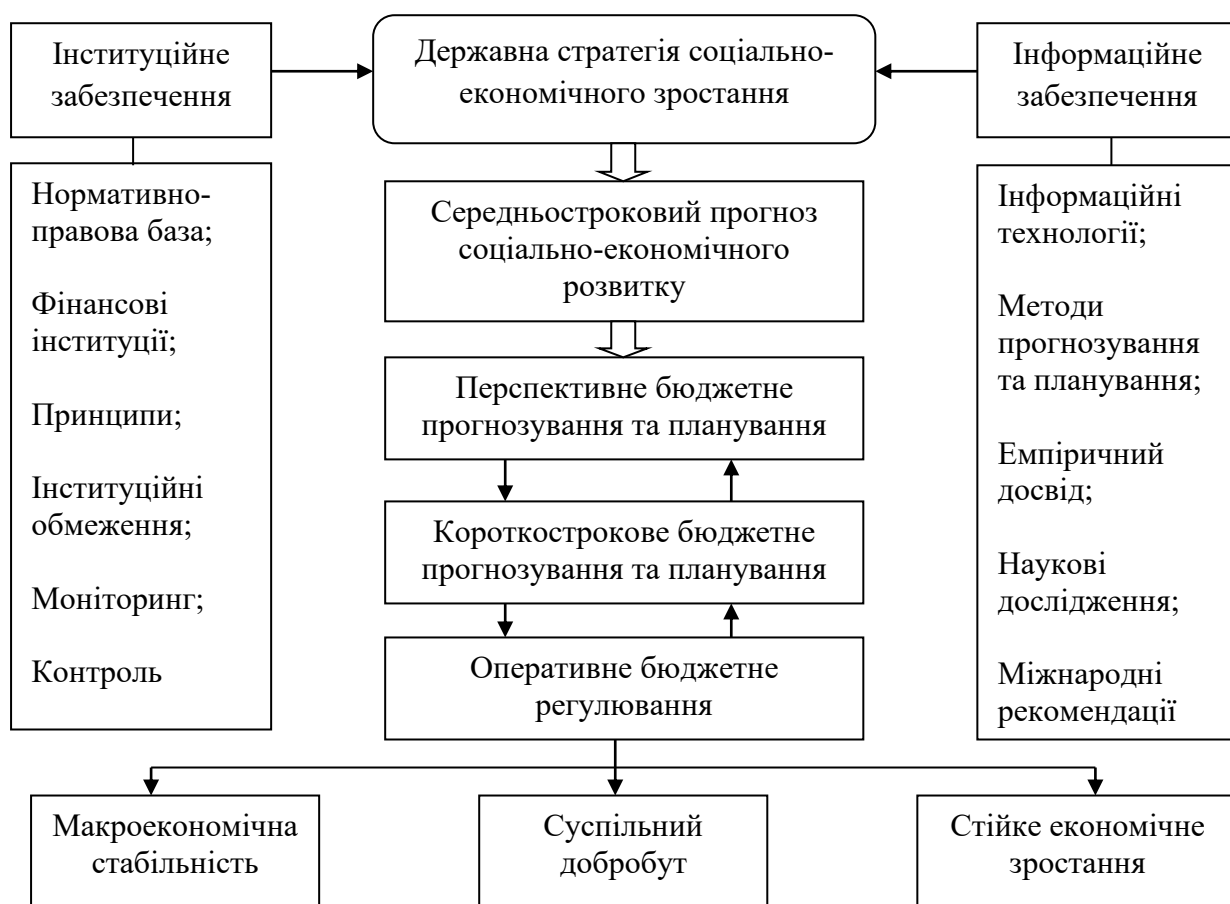 Інституційне
забезпечення
Державна стратегія соціально-
економічного зростання
Інформаційне
забезпечення
Нормативно-
правова база;
Фінансові
інституції;
Принципи;
Інституційні
обмеження;
Моніторинг;
Контроль
Середньостроковий прогноз
соціально-економічного
розвитку
Перспективне бюджетне
прогнозування та планування
Короткострокове бюджетне
прогнозування та планування
Оперативне бюджетне
регулювання
Інформаційні
технології;
Методи
прогнозування
та планування;
Емпіричний
досвід;
Наукові
дослідження;
Міжнародні
рекомендації
Макроекономічна
стабільність
Суспільний
добробут
Стійке економічне
зростання